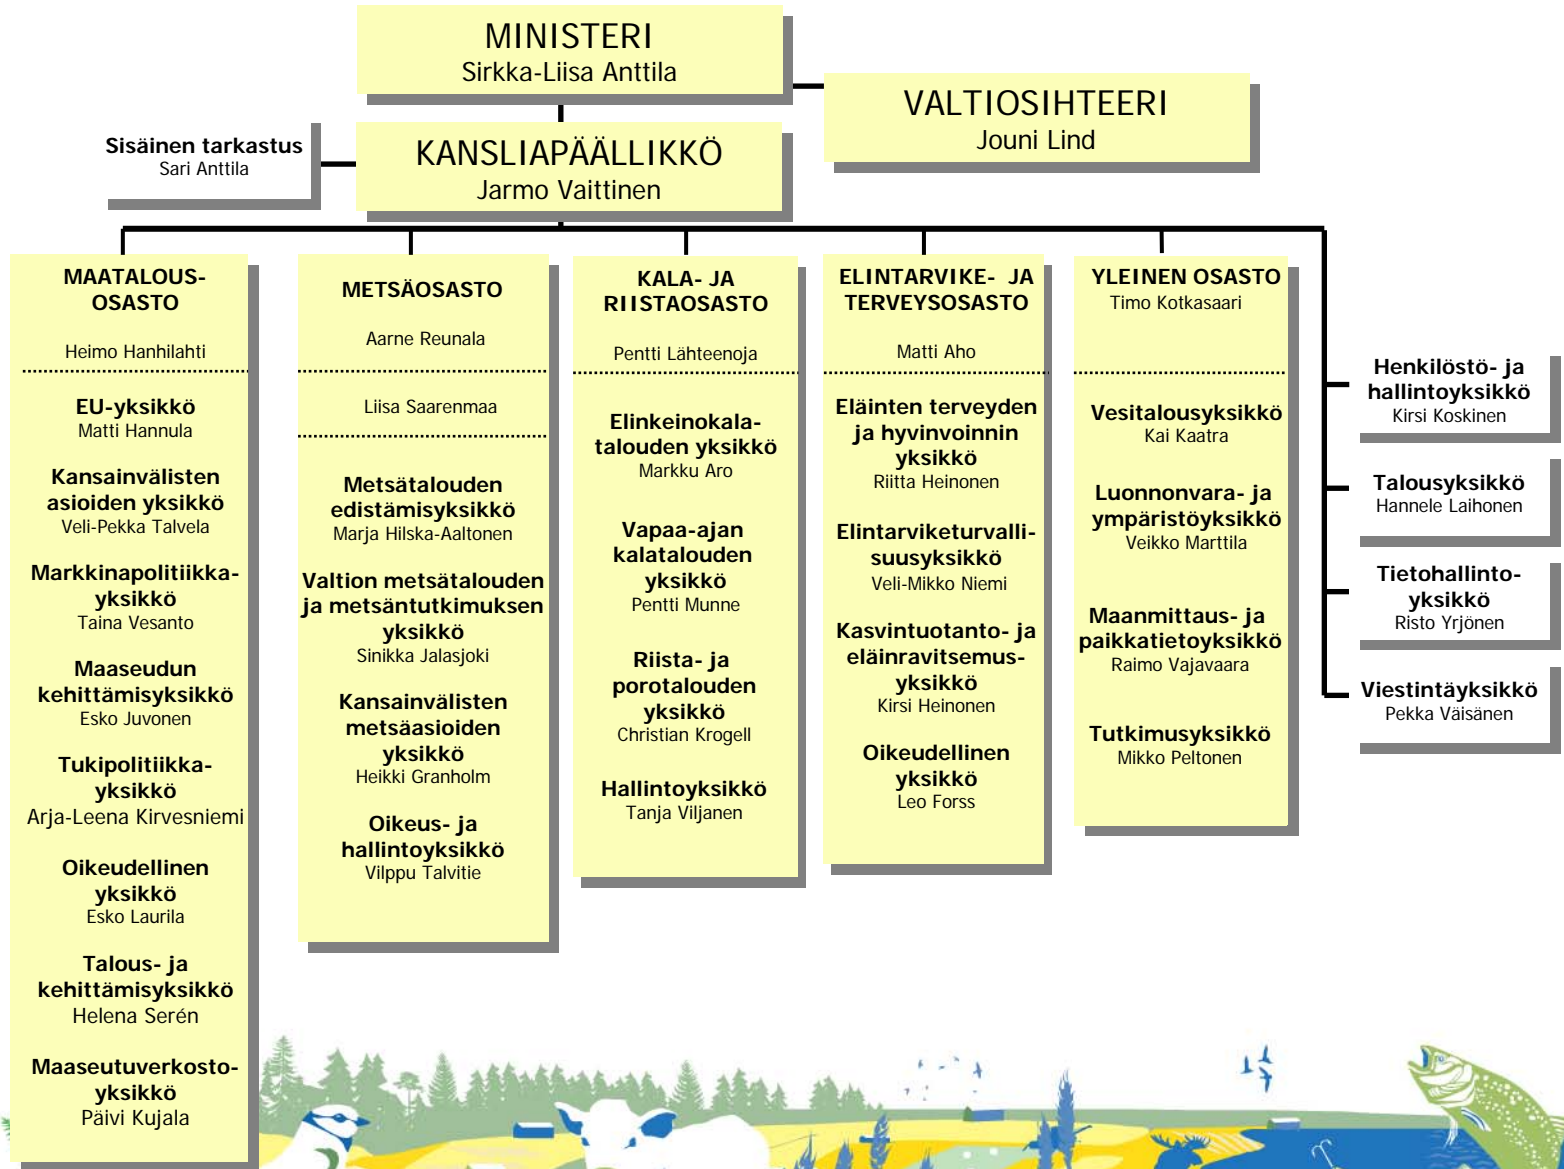 MINISTERI
Sirkka-Liisa Anttila
VALTIOSIHTEERI
Jouni Lind
Sisäinen tarkastus
Sari Anttila
KANSLIAPÄÄLLIKKÖ
Jarmo Vaittinen
MAATALOUS-
OSASTO
Heimo Hanhilahti
EU-yksikkö
Matti Hannula
Kansainvälisten
asioiden yksikkö
Veli-Pekka Talvela
Markkinapolitiikka-
yksikkö
Taina Vesanto
Maaseudun
kehittämisyksikkö
Esko Juvonen
Tukipolitiikka-
yksikkö
Arja-Leena Kirvesniemi
Oikeudellinen
yksikkö
Esko Laurila
Talous- ja
kehittämisyksikkö
Helena Serén
Maaseutuverkosto-
yksikkö
Päivi Kujala
METSÄOSASTO
Aarne Reunala
Liisa Saarenmaa
Metsätalouden
edistämisyksikkö
Marja Hilska-Aaltonen
Valtion metsätalouden
ja metsäntutkimuksen
yksikkö
Sinikka Jalasjoki
Kansainvälisten
metsäasioiden
yksikkö
Heikki Granholm
Oikeus- ja
hallintoyksikkö
Vilppu Talvitie
KALA- JA
RIISTAOSASTO
Pentti Lähteenoja
Elinkeinokala-
talouden yksikkö
Markku Aro
Vapaa-ajan
kalatalouden
yksikkö
Pentti Munne
Riista- ja
porotalouden
yksikkö
Christian Krogell
Hallintoyksikkö
Tanja Viljanen
ELINTARVIKE- JA
TERVEYSOSASTO
Matti Aho
Eläinten terveyden
ja hyvinvoinnin
yksikkö
Riitta Heinonen
Elintarviketurvalli-
suusyksikkö
Veli-Mikko Niemi
Kasvintuotanto- ja
eläinravitsemus-
yksikkö
Kirsi Heinonen
Oikeudellinen
yksikkö
Leo Forss
YLEINEN OSASTO
Timo Kotkasaari
Vesitalousyksikkö
Kai Kaatra
Luonnonvara- ja
ympäristöyksikkö
Veikko Marttila
Maanmittaus- ja
paikkatietoyksikkö
Raimo Vajavaara
Tutkimusyksikkö
Mikko Peltonen
Henkilöstö- ja
hallintoyksikkö
Kirsi Koskinen
Talousyksikkö
Hannele Laihonen
Tietohallinto-
yksikkö
Risto Yrjönen
Viestintäyksikkö
Pekka Väisänen